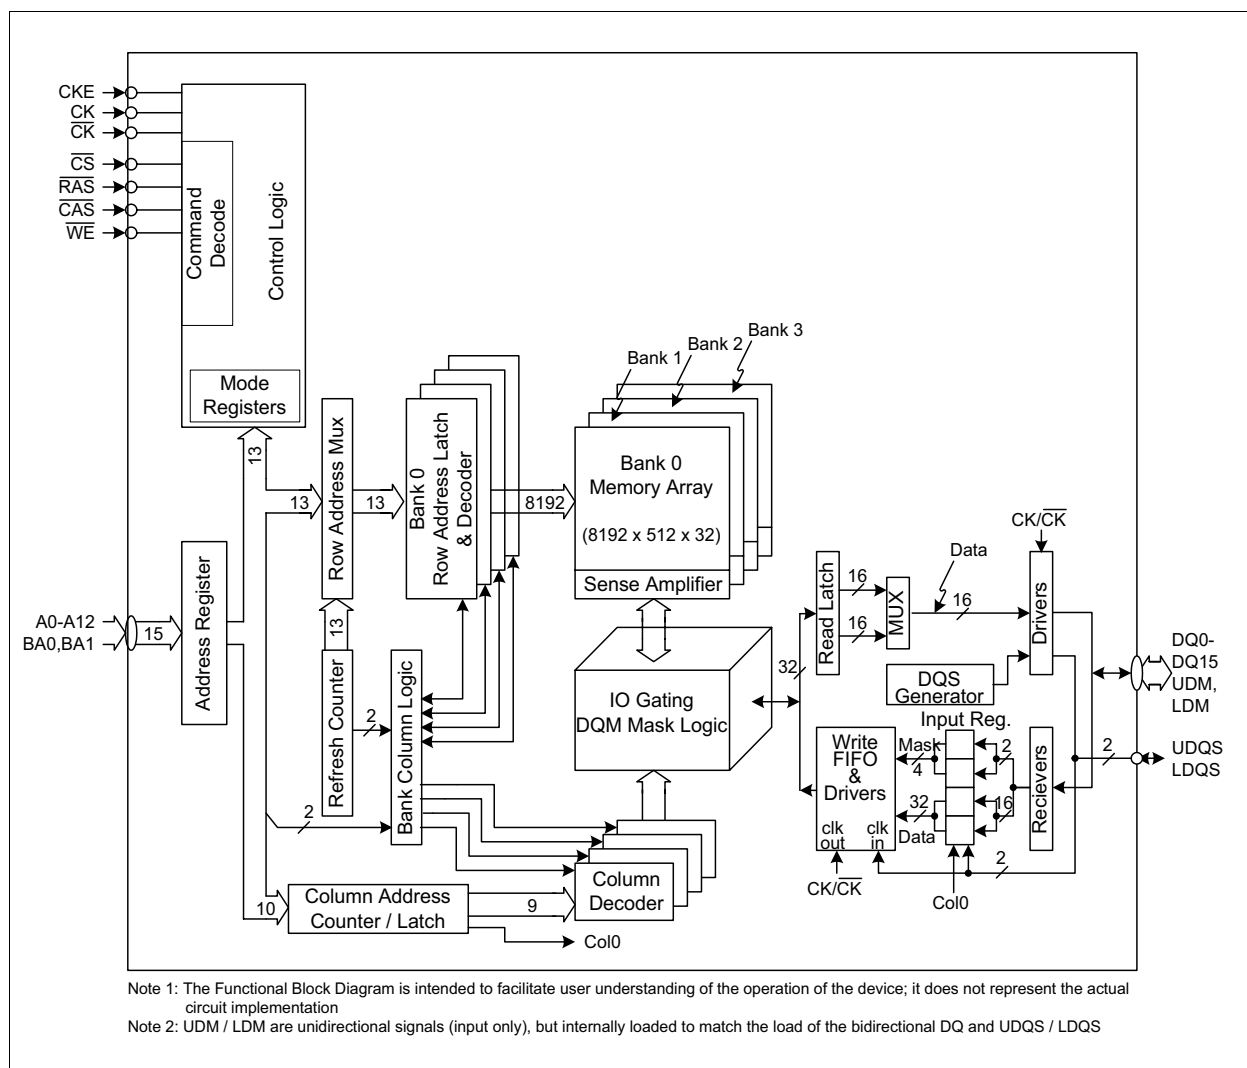 CKE
CK
C̅K̅
C̅S̅
R̅A̅S̅
C̅A̅S̅
W̅E̅
Command
Decode
Control Logic
Mode
Registers
13
A0-A12
BA0,BA1
15
Address Register
13
Row Address Mux
13
13
Refresh Counter
2
2
Bank 0
Row Address Latch
& Decoder
8192
Bank Column Logic
Bank 1
Bank 2
Bank 3
Bank 0
Memory Array
(8192 x 512 x 32)
Sense Amplifier
IO Gating
DQM Mask Logic
10
Column Address
Counter / Latch
9
Column
Decoder
Col0
32
Read Latch
16
16
MUX
Data
16
CK/C̅K̅
Drivers
DQS
Generator
DQ0-
DQ15
UDM,
LDM
Input Reg.
Write
FIFO
&
Drivers
Mask
4
2
32
Data
16
Recievers
2
UDQS
LDQS
clk
out
clk
in
2
CK/C̅K̅
Col0
Note 1: The Functional Block Diagram is intended to facilitate user understanding of the operation of the device; it does not represent the actual
circuit implementation
Note 2: UDM / LDM are unidirectional signals (input only), but internally loaded to match the load of the bidirectional DQ and UDQS / LDQS